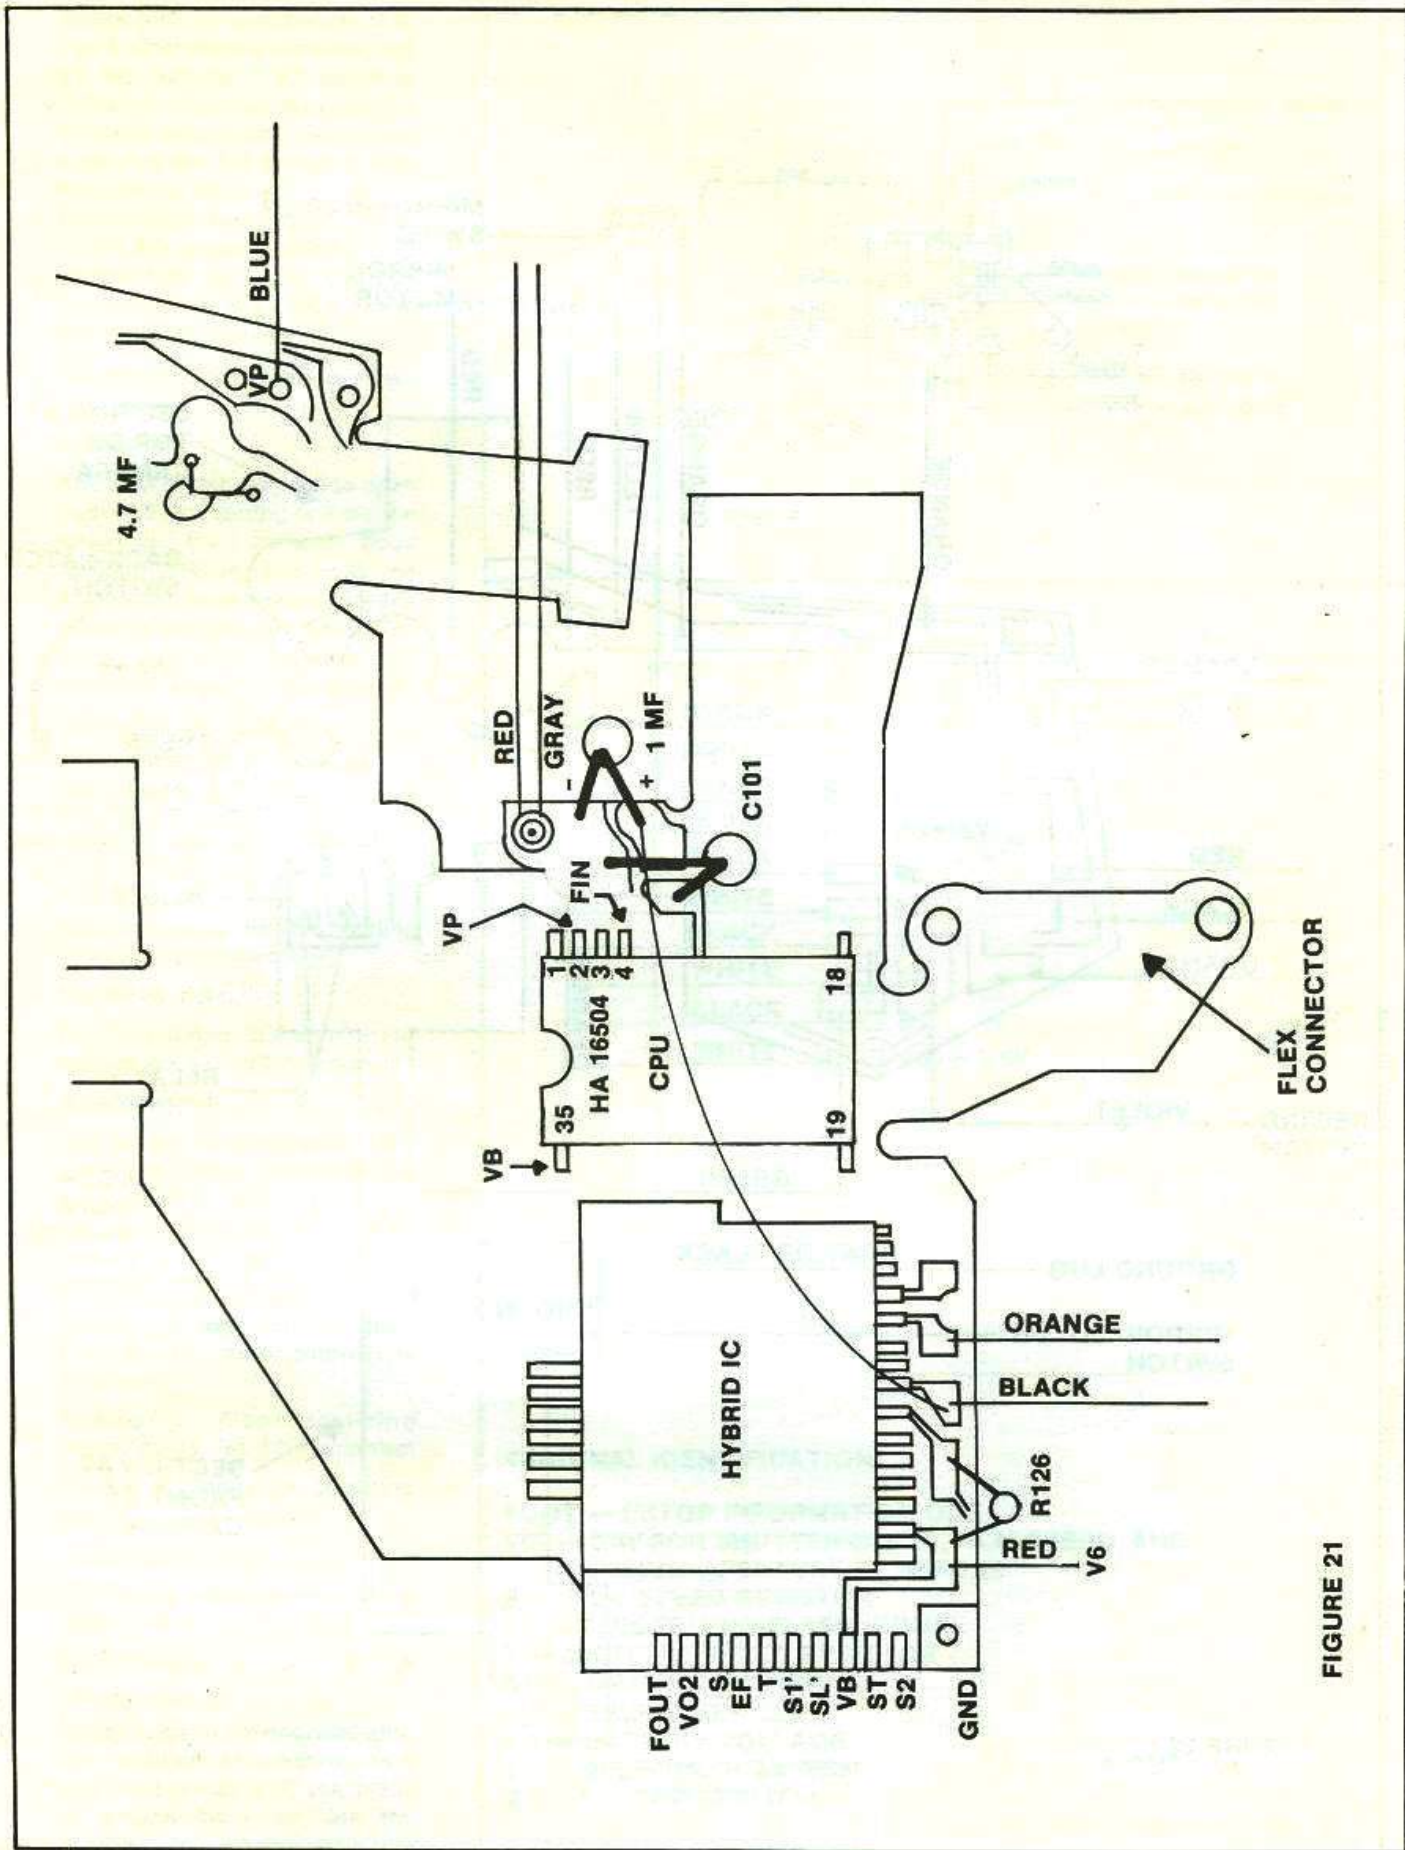 4.7 MF
VP
BLUE
RED
GRAY
-
+
1 MF
C101
VP
FIN
1
2
3
4
18
HA 16504
CPU
35
19
VB
HYBRID IC
FLEX
CONNECTOR
ORANGE
BLACK
R126
RED
V6
FOUT
VO2
S
EF
T
S1'
SL'
VB
ST
S2
GND
FIGURE 21